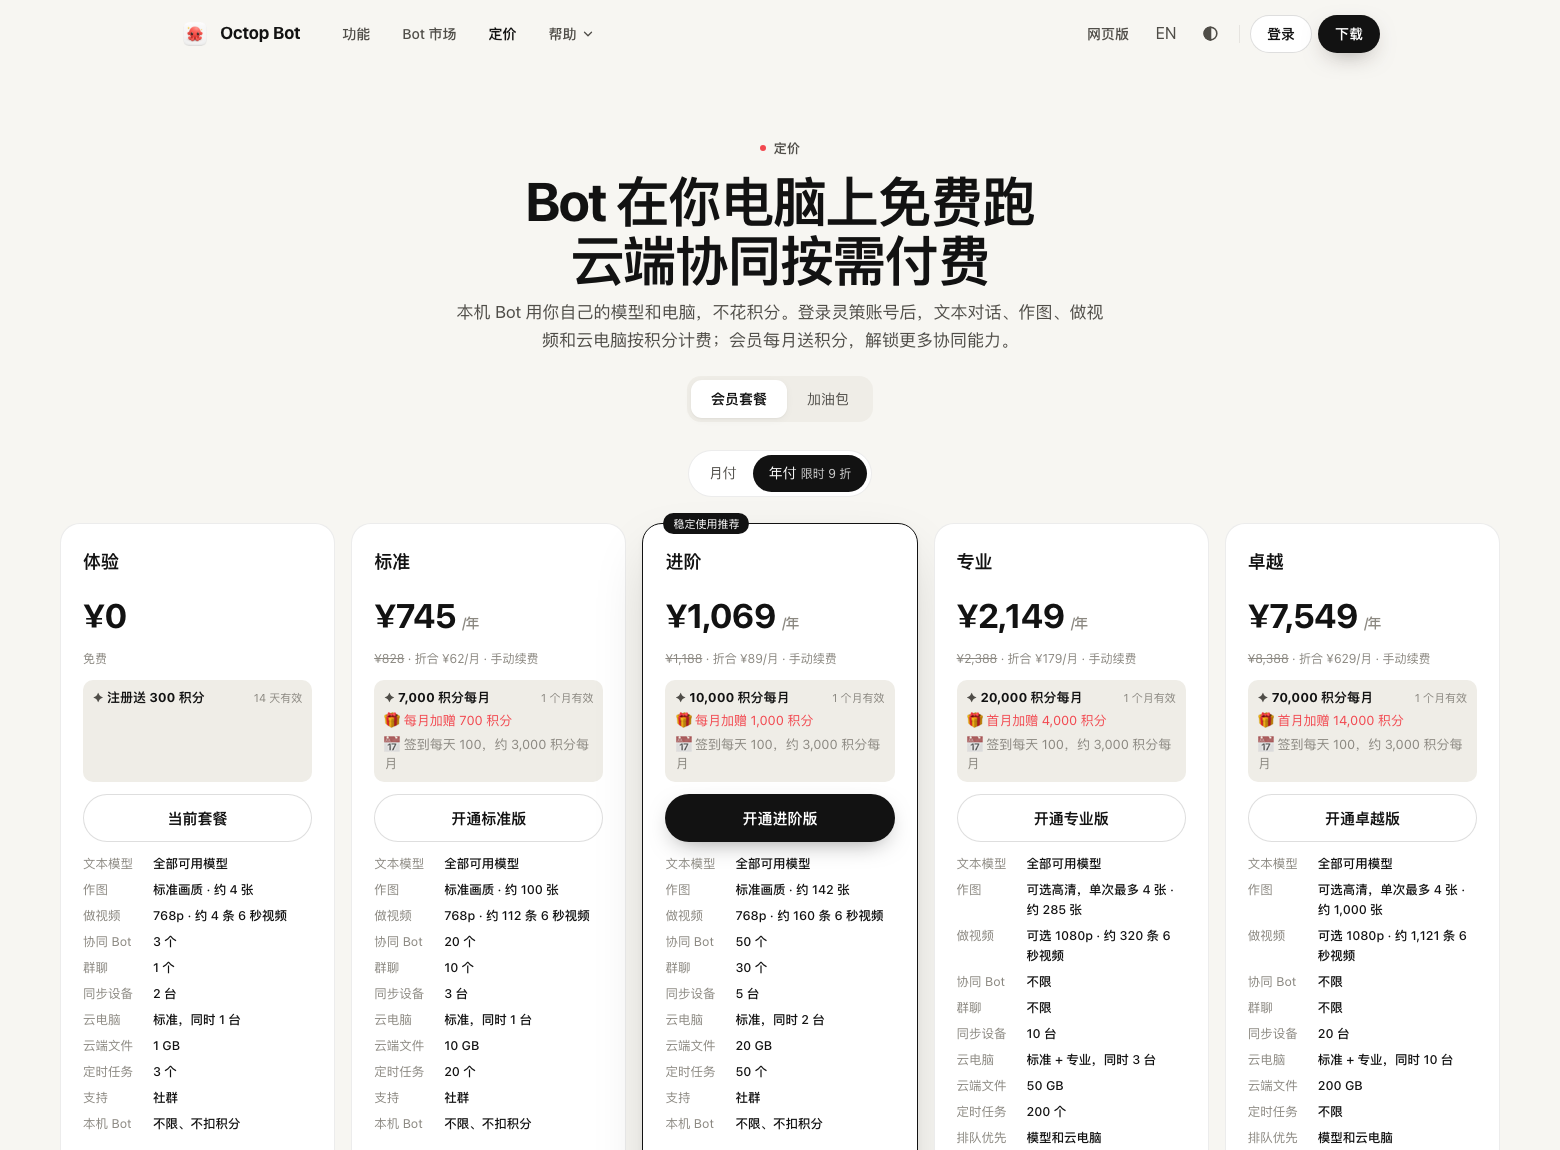 Octop Bot
功能
Bot 市场
定价
帮助
网页版
EN
登录
下载
定价
Bot 在你电脑上免费跑
云端协同按需付费
本机 Bot 用你自己的模型和电脑，不花积分。登录灵策账号后，文本对话、作图、做视
频和云电脑按积分计费；会员每月送积分，解锁更多协同能力。
会员套餐
加油包
月付
年付 限时 9 折
体验
¥0
免费
✦ 注册送 300 积分 14 天有效
当前套餐
文本模型 全部可用模型
作图 标准画质 · 约 4 张
做视频 768p · 约 4 条 6 秒视频
协同 Bot 3 个
群聊 1 个
同步设备 2 台
云电脑 标准，同时 1 台
云端文件 1 GB
定时任务 3 个
支持 社群
本机 Bot 不限、不扣积分
标准
¥745 /年
¥828 · 折合 ¥62/月 · 手动续费
✦ 7,000 积分每月 1 个月有效
🎁 每月加赠 700 积分
📅 签到每天 100，约 3,000 积分每
月
开通标准版
文本模型 全部可用模型
作图 标准画质 · 约 100 张
做视频 768p · 约 112 条 6 秒视频
协同 Bot 20 个
群聊 10 个
同步设备 3 台
云电脑 标准，同时 1 台
云端文件 10 GB
定时任务 20 个
支持 社群
本机 Bot 不限、不扣积分
稳定使用推荐
进阶
¥1,069 /年
¥1,188 · 折合 ¥89/月 · 手动续费
✦ 10,000 积分每月 1 个月有效
🎁 每月加赠 1,000 积分
📅 签到每天 100，约 3,000 积分每
月
开通进阶版
文本模型 全部可用模型
作图 标准画质 · 约 142 张
做视频 768p · 约 160 条 6 秒视频
协同 Bot 50 个
群聊 30 个
同步设备 5 台
云电脑 标准，同时 2 台
云端文件 20 GB
定时任务 50 个
支持 社群
本机 Bot 不限、不扣积分
专业
¥2,149 /年
¥2,388 · 折合 ¥179/月 · 手动续费
✦ 20,000 积分每月 1 个月有效
🎁 首月加赠 4,000 积分
📅 签到每天 100，约 3,000 积分每
月
开通专业版
文本模型 全部可用模型
作图 可选高清，单次最多 4 张 ·
约 285 张
做视频 可选 1080p · 约 320 条 6
秒视频
协同 Bot 不限
群聊 不限
同步设备 10 台
云电脑 标准 + 专业，同时 3 台
云端文件 50 GB
定时任务 200 个
排队优先 模型和云电脑
卓越
¥7,549 /年
¥8,388 · 折合 ¥629/月 · 手动续费
✦ 70,000 积分每月 1 个月有效
🎁 首月加赠 14,000 积分
📅 签到每天 100，约 3,000 积分每
月
开通卓越版
文本模型 全部可用模型
作图 可选高清，单次最多 4 张 ·
约 1,000 张
做视频 可选 1080p · 约 1,121 条 6
秒视频
协同 Bot 不限
群聊 不限
同步设备 20 台
云电脑 标准 + 专业，同时 10 台
云端文件 200 GB
定时任务 不限
排队优先 模型和云电脑